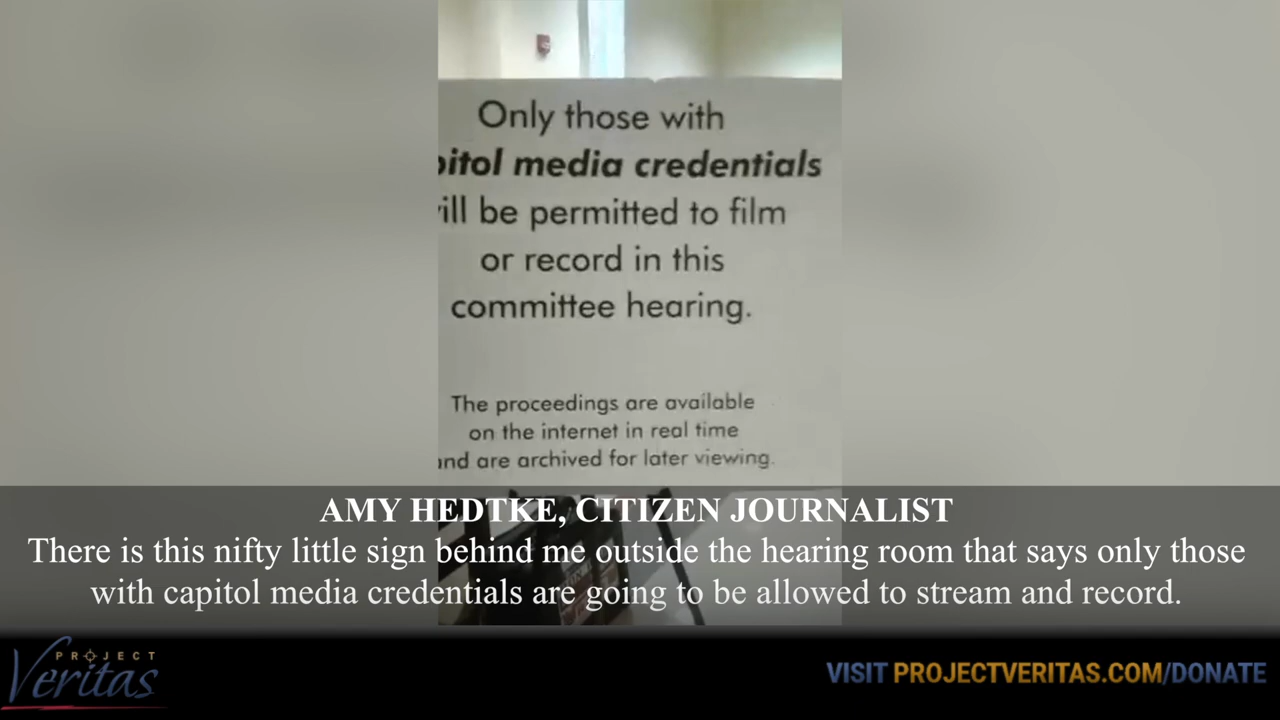 Only those with
pitol media credentials
ill be permitted to film
or record in this
committee hearing.
The proceedings are available
on the internet in real time
nd are archived for later viewing.
AMY HEDTKE, CITIZEN JOURNALIST
There is this nifty little sign behind me outside the hearing room that says only those
with capitol media credentials are going to be allowed to stream and record.
PROJECT
Veritas
VISIT PROJECTVERITAS.COM/DONATE